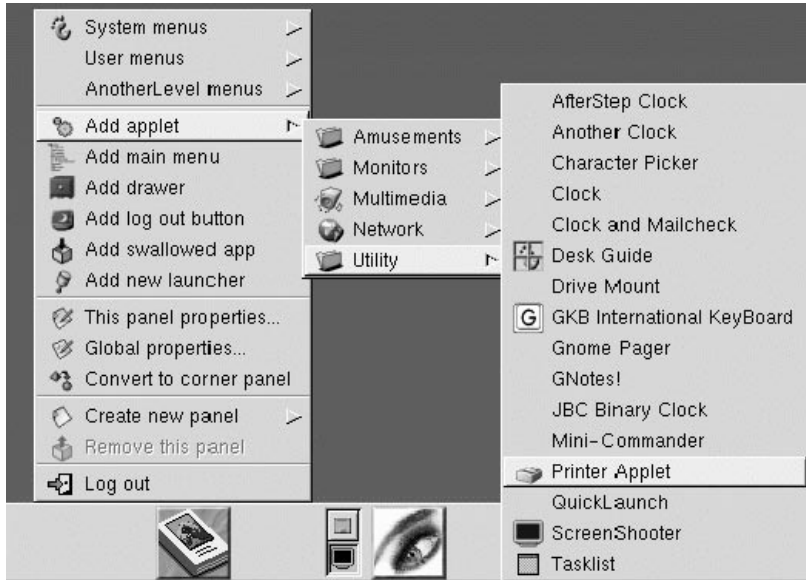 System menus
User menus
AnotherLevel menus
Add applet
Add main menu
Add drawer
Add log out button
Add swallowed app
Add new launcher
This panel properties...
Global properties...
Convert to corner panel
Create new panel
Remove this panel
Log out
Amusements
Monitors
Multimedia
Network
Utility
AfterStep Clock
Another Clock
Character Picker
Clock
Clock and Mailcheck
Desk Guide
Drive Mount
G GKB International KeyBoard
Gnome Pager
GNotes!
JBC Binary Clock
Mini-Commander
Printer Applet
QuickLaunch
ScreenShooter
Tasklist